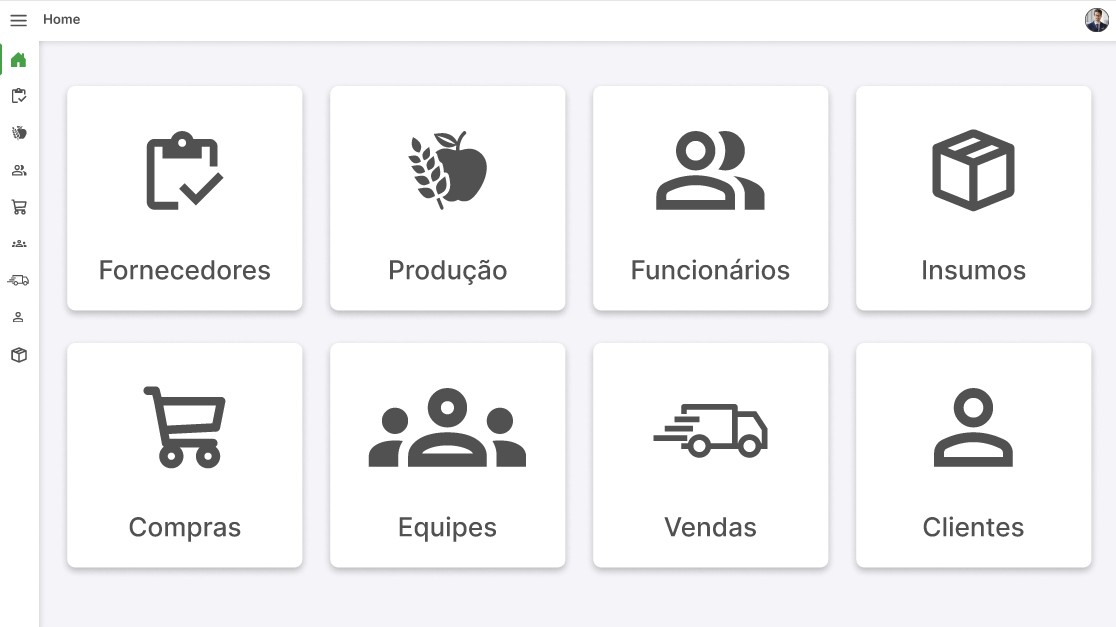 Home
Fornecedores
Produção
Funcionários
Insumos
Compras
Equipes
Vendas
Clientes